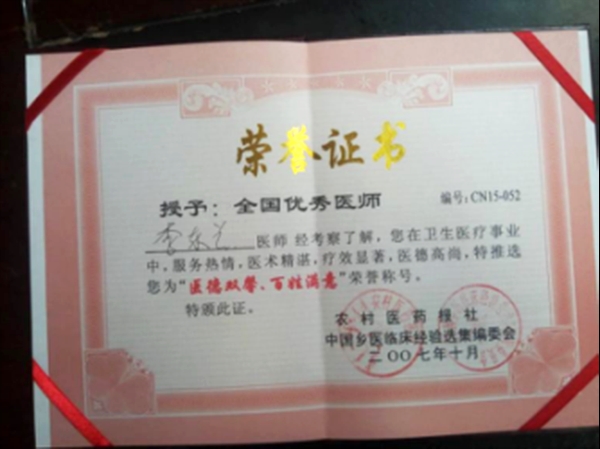 荣誉证书
授予：全国优秀医师
编号：CN15-052
李东兰 医师 经考察了解，您在卫生医疗事业
中，服务热情，医术精湛，疗效显著，医德高尚，特推选
您为“医德双馨、百姓满意”荣誉称号。
特颁此证。
农村医药报社
中国乡医临床经验选集编委会
二〇〇七年十月